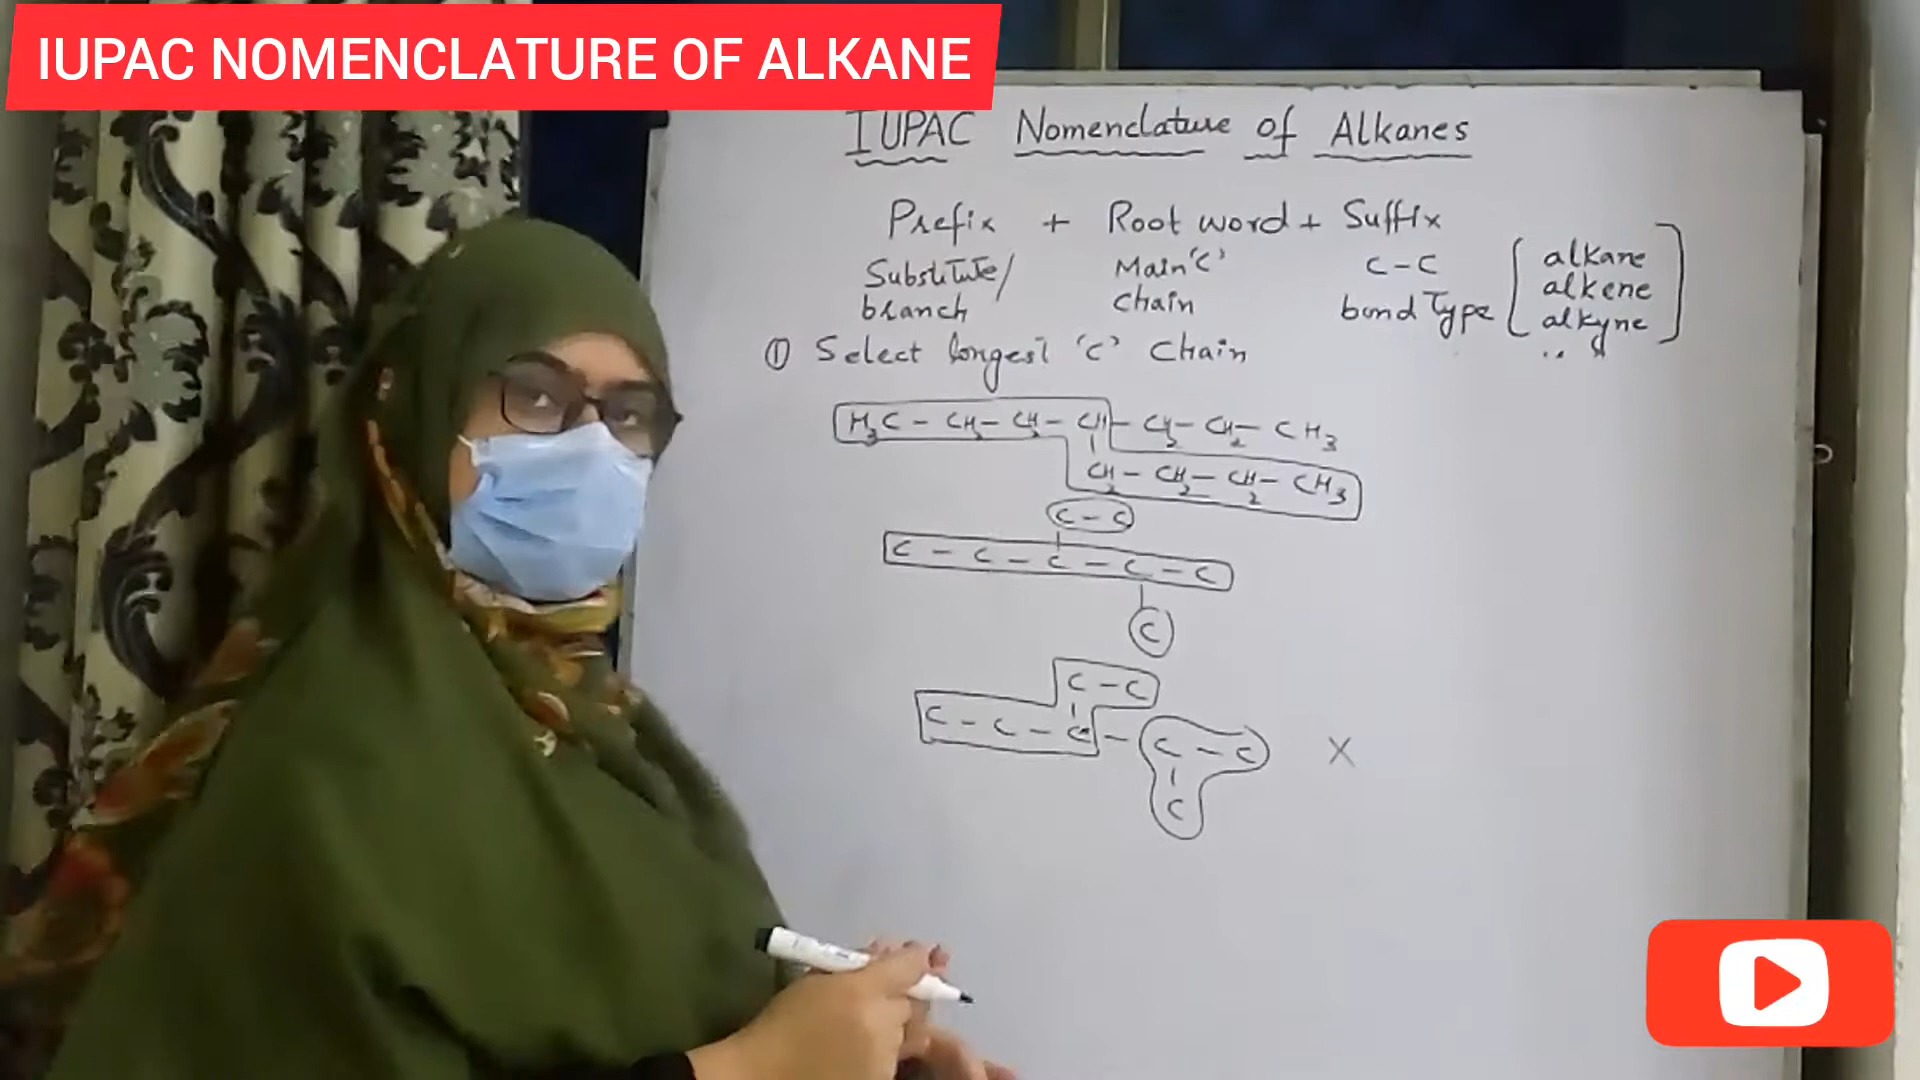 IUPAC NOMENCLATURE OF ALKANE
IUPAC Nomenclature of Alkanes
Prefix + Root word + Suffix
Substitute/ Main 'C' C-C [ alkane
branch chain bond Type alkene
alkyne ]
① Select longest 'C' Chain
H₃C - CH₂ - CH₂ - CH - CH₂ - CH₂ - CH₃
CH₂ - CH₂ - CH₂ - CH₃
C - C
C - C - C - C - C
C
C - C
C - C - C - C - C X
C